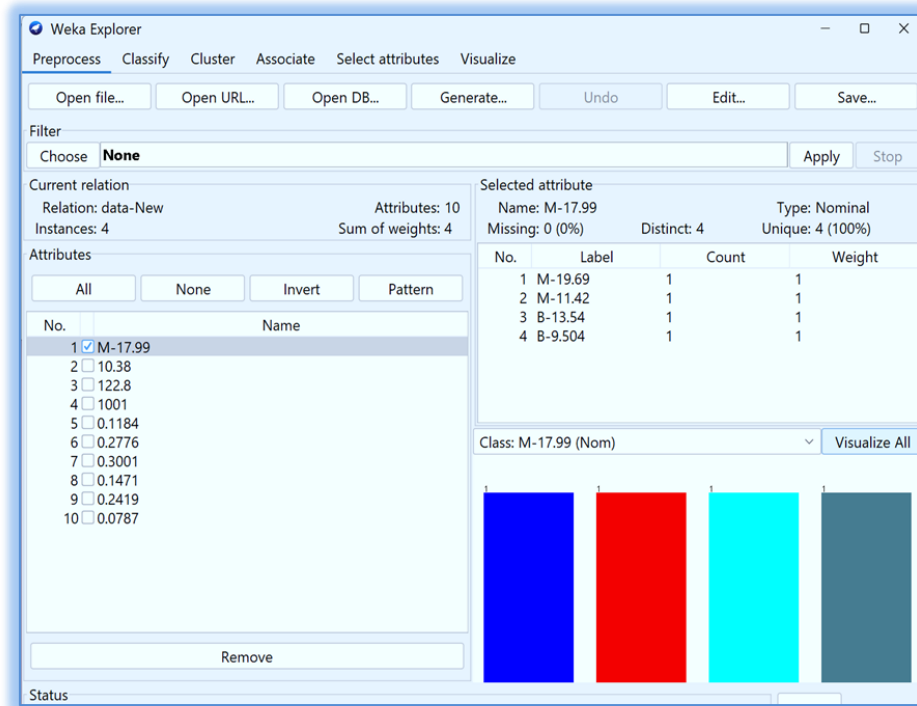 Weka Explorer
Preprocess Classify Cluster Associate Select attributes Visualize
Open file... Open URL... Open DB... Generate... Undo Edit... Save...
Filter
Choose None Apply Stop
Current relation
Relation: data-New Attributes: 10
Instances: 4 Sum of weights: 4
Attributes
All None Invert Pattern
No. Name
1 M-17.99
2 10.38
3 122.8
4 1001
5 0.1184
6 0.2776
7 0.3001
8 0.1471
9 0.2419
10 0.0787
Remove
Selected attribute
Name: M-17.99 Type: Nominal
Missing: 0 (0%) Distinct: 4 Unique: 4 (100%)
No. Label Count Weight
1 M-19.69 1 1
2 M-11.42 1 1
3 B-13.54 1 1
4 B-9.504 1 1
Class: M-17.99 (Nom) Visualize All
1 1 1 1
Status